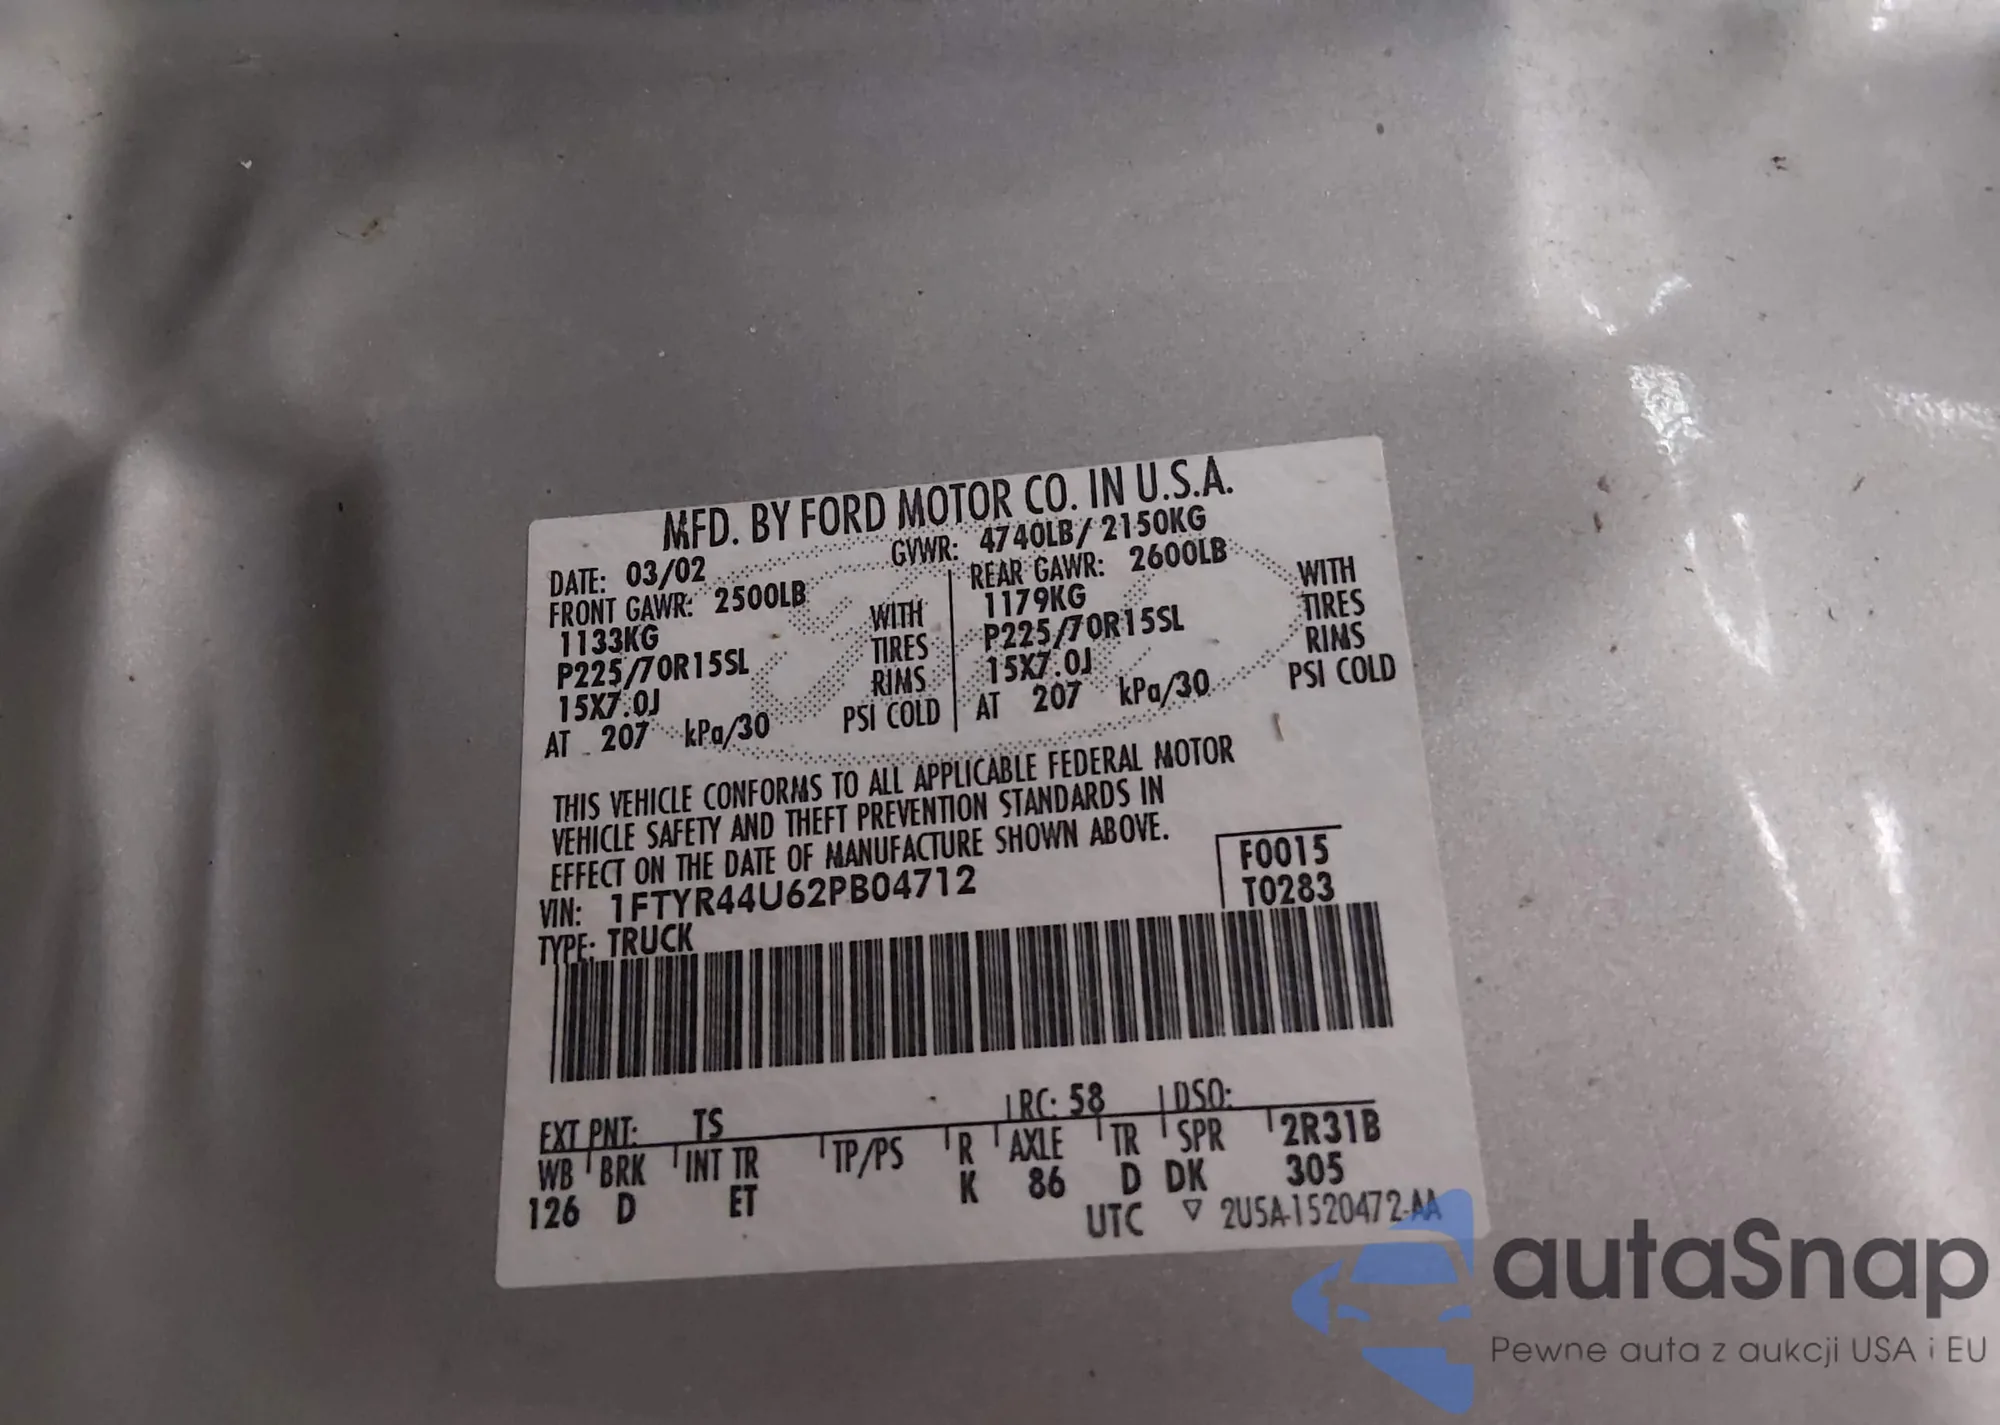 MFD. BY FORD MOTOR CO. IN U.S.A.
DATE: 03/02 GVWR: 4740LB/ 2150KG
FRONT GAWR: 2500LB REAR GAWR: 2600LB
1133KG WITH 1179KG WITH
P225/70R15SL TIRES P225/70R15SL TIRES
15X7.0J RIMS 15X7.0J RIMS
AT 207 kPa/30 PSI COLD AT 207 kPa/30 PSI COLD
THIS VEHICLE CONFORMS TO ALL APPLICABLE FEDERAL MOTOR
VEHICLE SAFETY AND THEFT PREVENTION STANDARDS IN
EFFECT ON THE DATE OF MANUFACTURE SHOWN ABOVE.
VIN: 1FTYR44U62PB04712 F0015
TYPE: TRUCK T0283
EXT PNT: TS RC: 58 DSO:
WB BRK INT TR TP/PS R AXLE TR SPR 2R31B
126 D ET K 86 D DK 305
UTC ▽ 2U5A-1520472-AA
autaSnap
Pewne auta z aukcji USA i EU